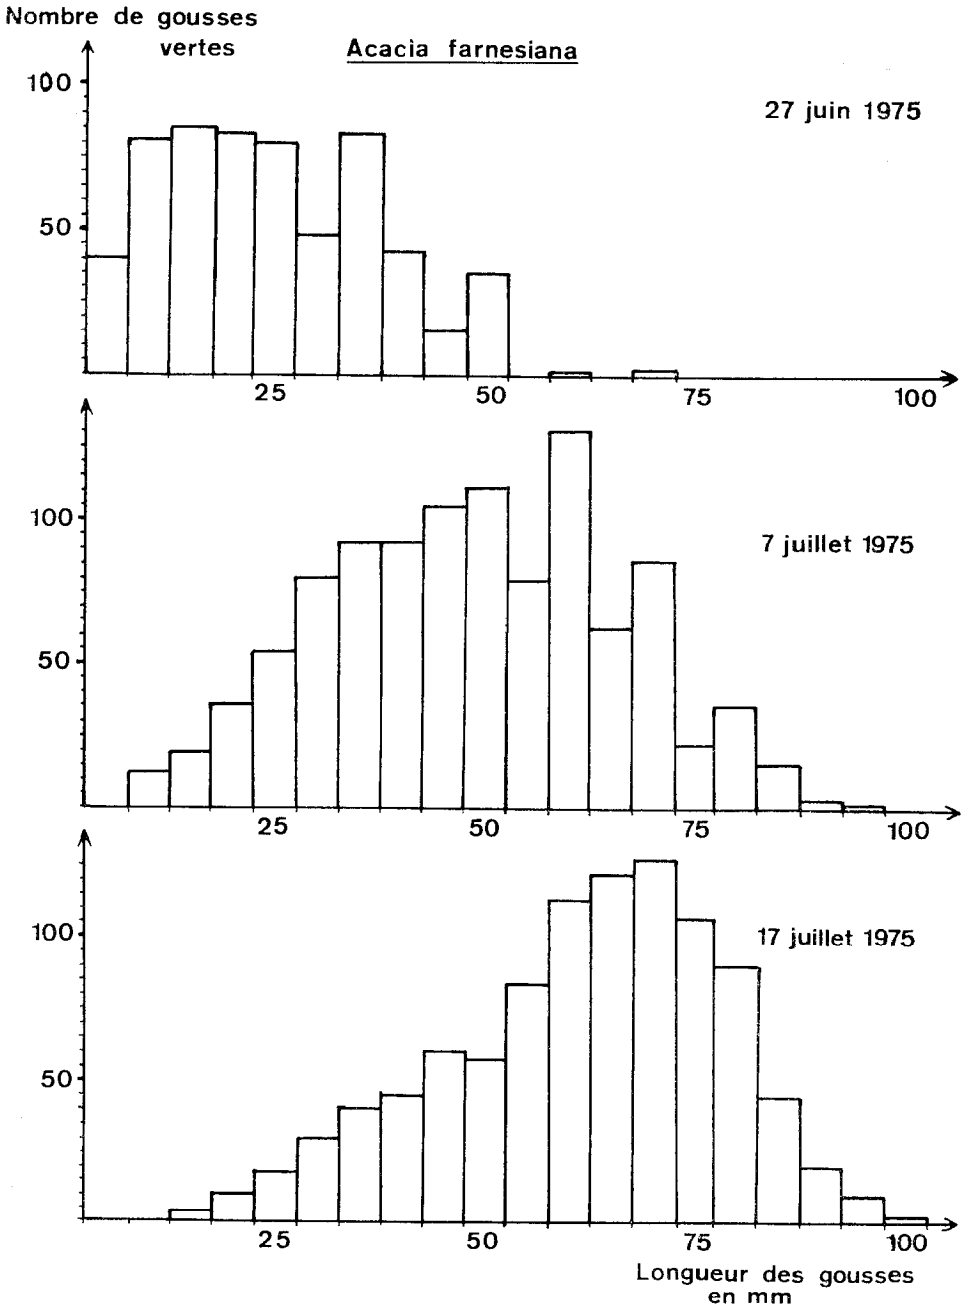 Nombre de gousses
vertes
Acacia farnesiana
100
27 juin 1975
50
25 50 75 100
100
7 juillet 1975
50
25 50 75 100
100
17 juillet 1975
50
25 50 75 100
Longueur des gousses
en mm